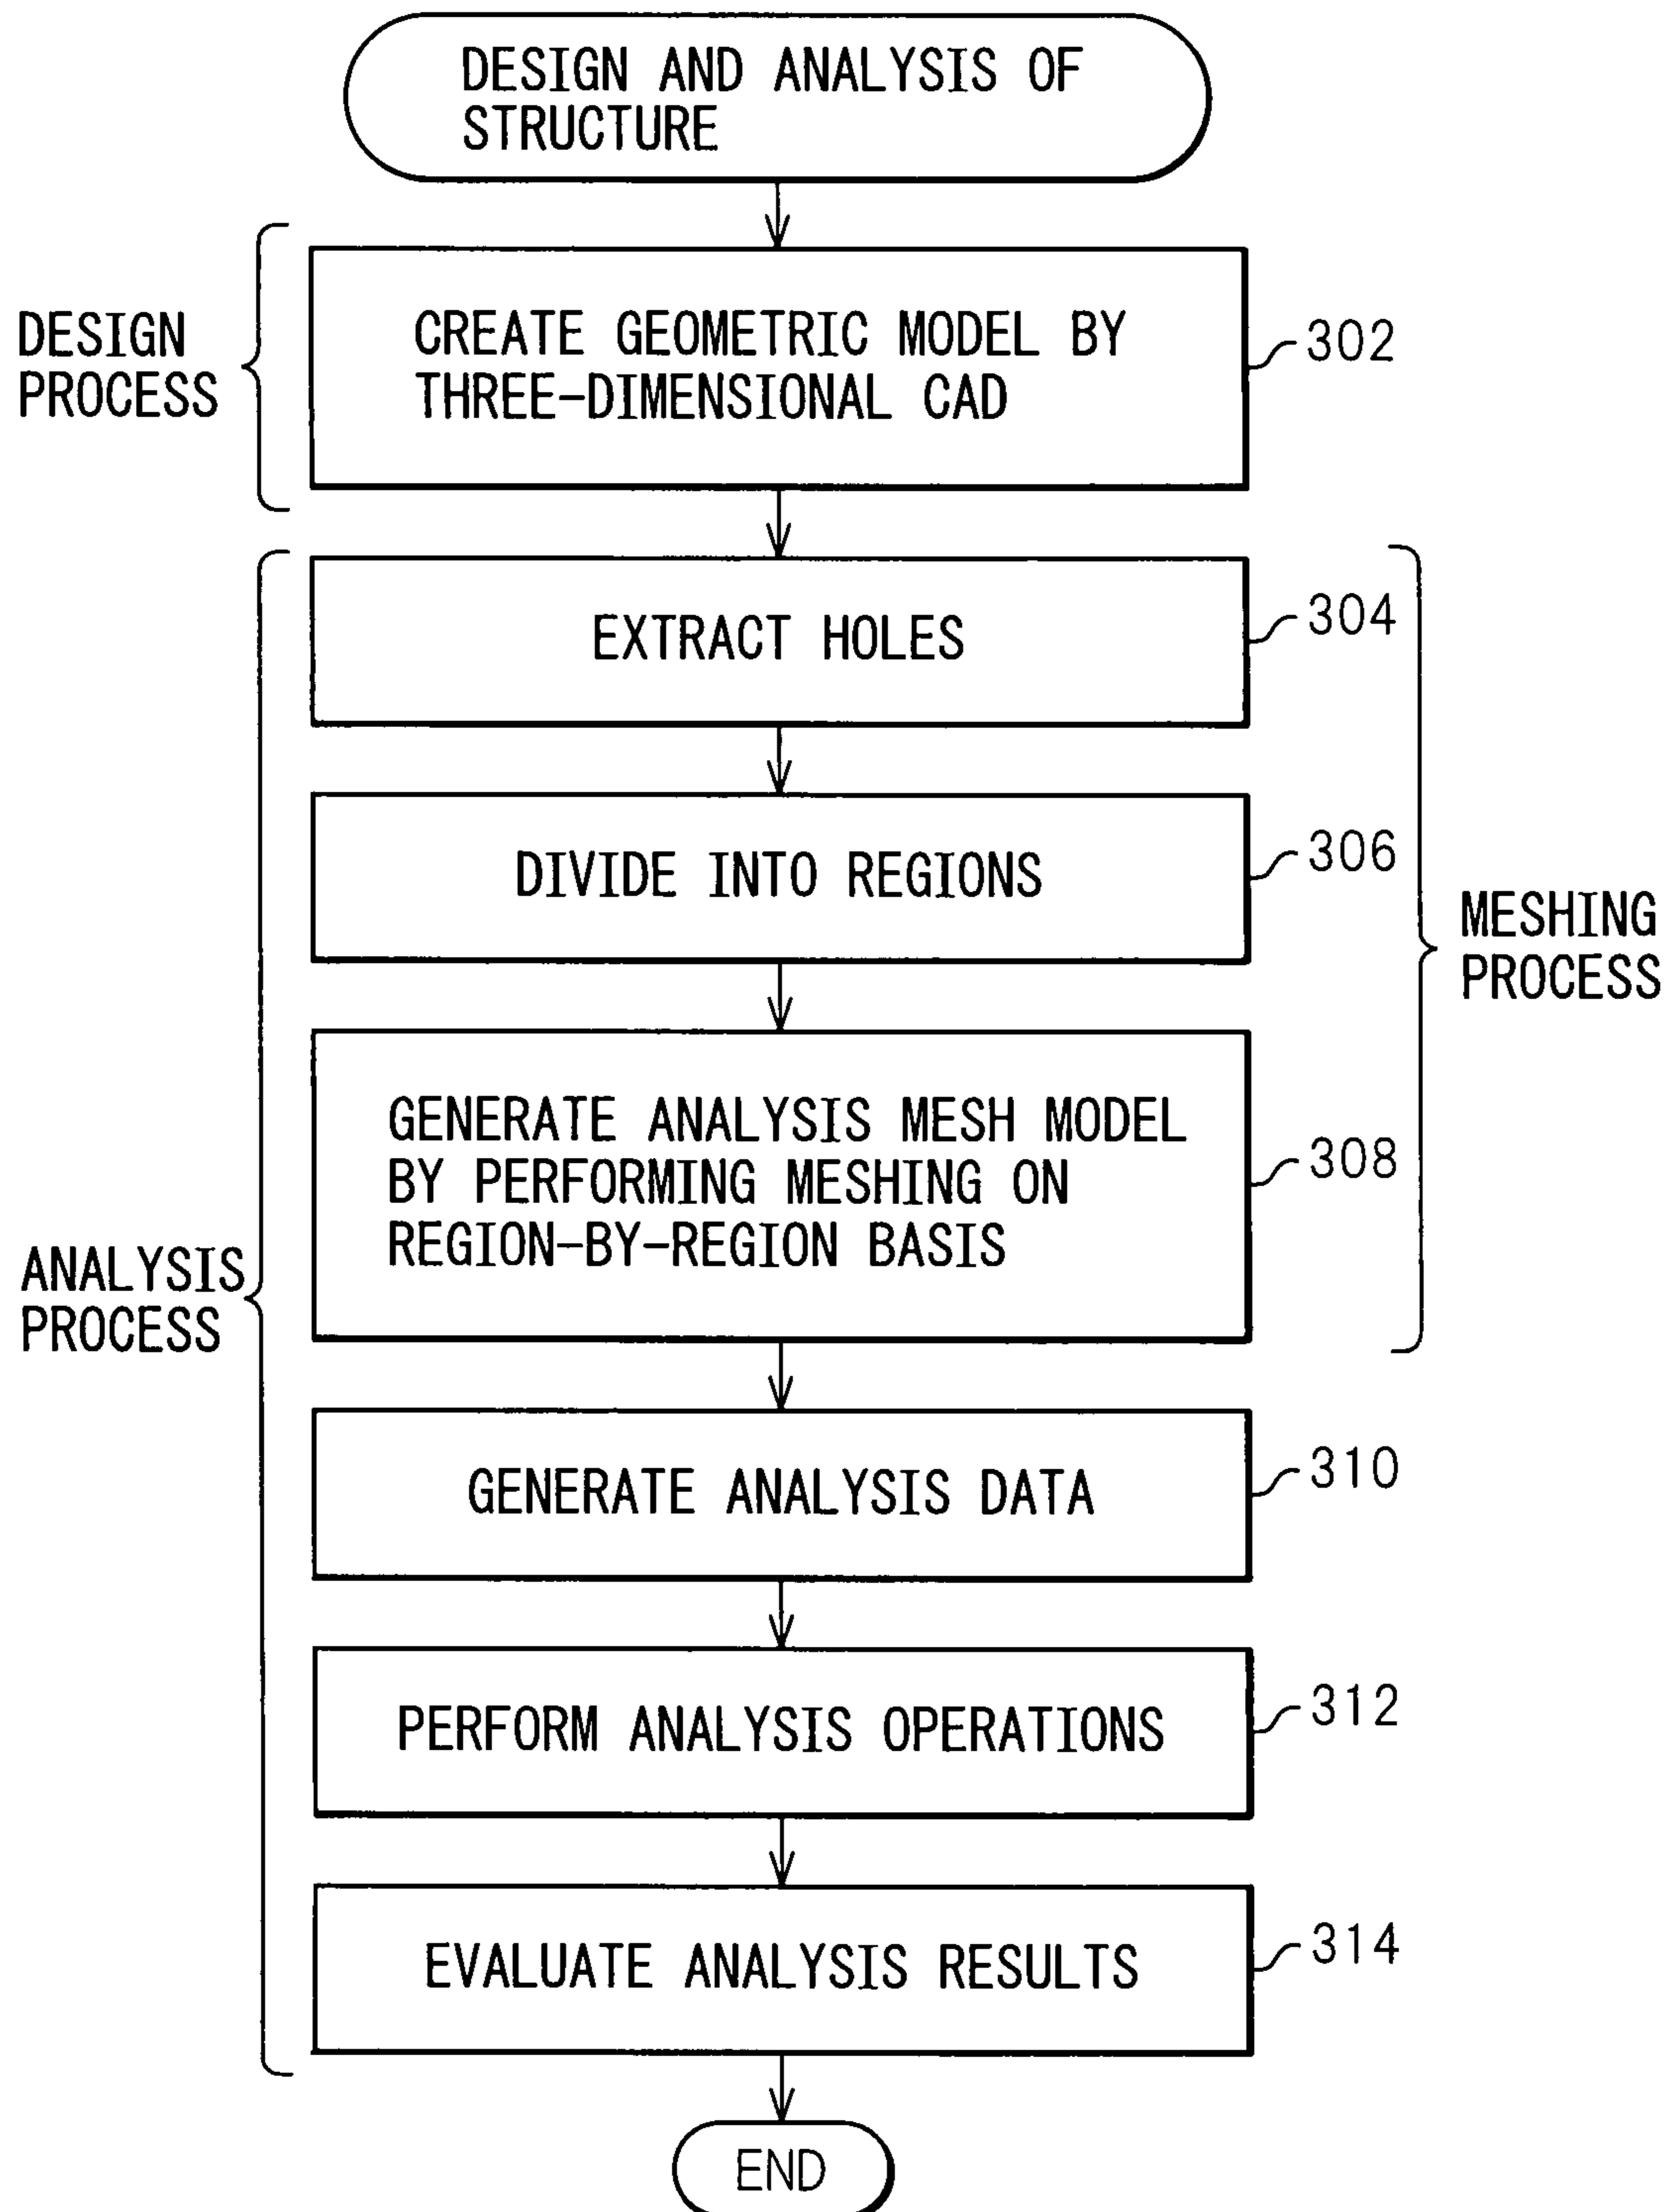 DESIGN AND ANALYSIS OF
STRUCTURE
DESIGN
PROCESS
CREATE GEOMETRIC MODEL BY
THREE-DIMENSIONAL CAD
302
EXTRACT HOLES
304
DIVIDE INTO REGIONS
306
MESHING
PROCESS
GENERATE ANALYSIS MESH MODEL
BY PERFORMING MESHING ON
REGION-BY-REGION BASIS
308
ANALYSIS
PROCESS
GENERATE ANALYSIS DATA
310
PERFORM ANALYSIS OPERATIONS
312
EVALUATE ANALYSIS RESULTS
314
END